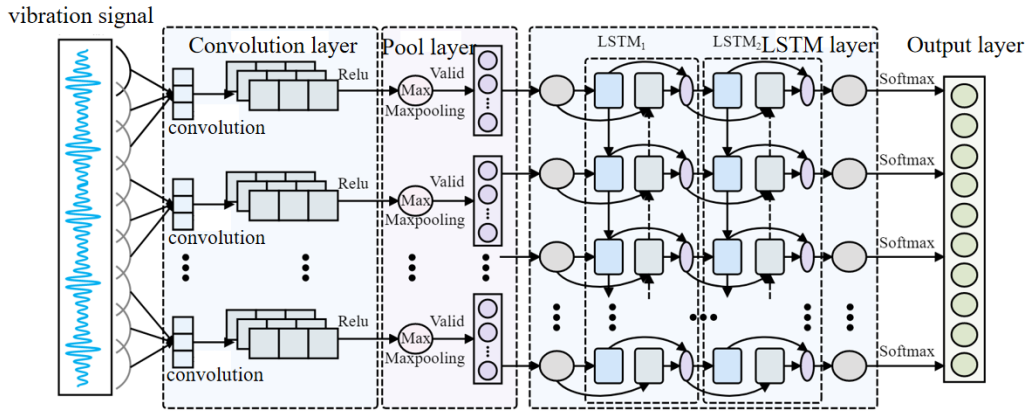 vibration signal
Convolution layer
Pool layer
LSTM₁
LSTM₂
LSTM layer
Output layer
convolution
Relu
Max
Valid
Maxpooling
Softmax
convolution
Relu
Max
Valid
Maxpooling
Softmax
Softmax
convolution
Relu
Max
Valid
Maxpooling
Softmax